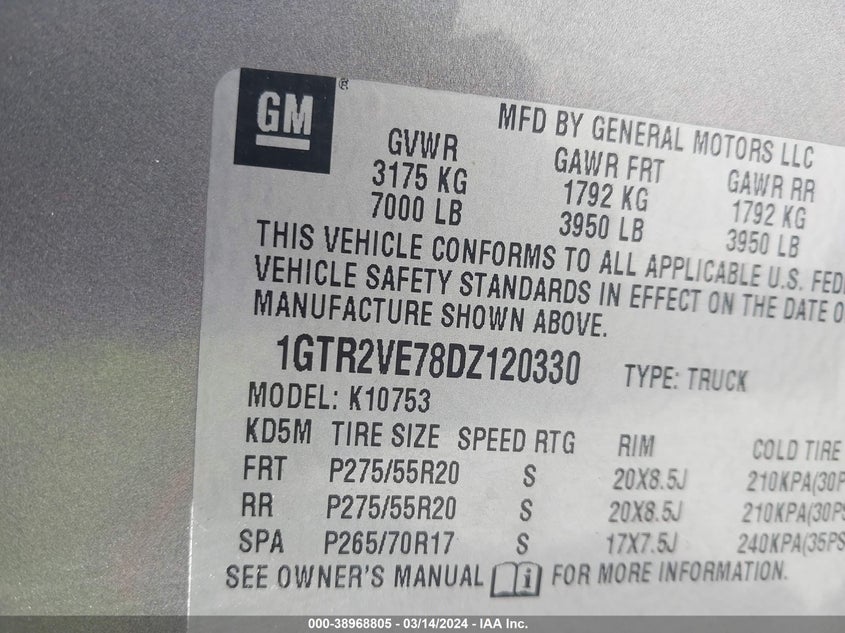 GM®
MFD BY GENERAL MOTORS LLC
GVWR GAWR FRT GAWR RR
3175 KG 1792 KG 1792 KG
7000 LB 3950 LB 3950 LB
THIS VEHICLE CONFORMS TO ALL APPLICABLE U.S. FEDE
VEHICLE SAFETY STANDARDS IN EFFECT ON THE DATE O
MANUFACTURE SHOWN ABOVE.
1GTR2VE78DZ120330 TYPE: TRUCK
MODEL: K10753
KD5M TIRE SIZE SPEED RTG RIM COLD TIRE
FRT P275/55R20 S 20X8.5J 210KPA(30P
RR P275/55R20 S 20X8.5J 210KPA(30PS
SPA P265/70R17 S 17X7.5J 240KPA(35PS
SEE OWNER'S MANUAL FOR MORE INFORMATION.
000-38968805 - 03/14/2024 - IAA Inc.